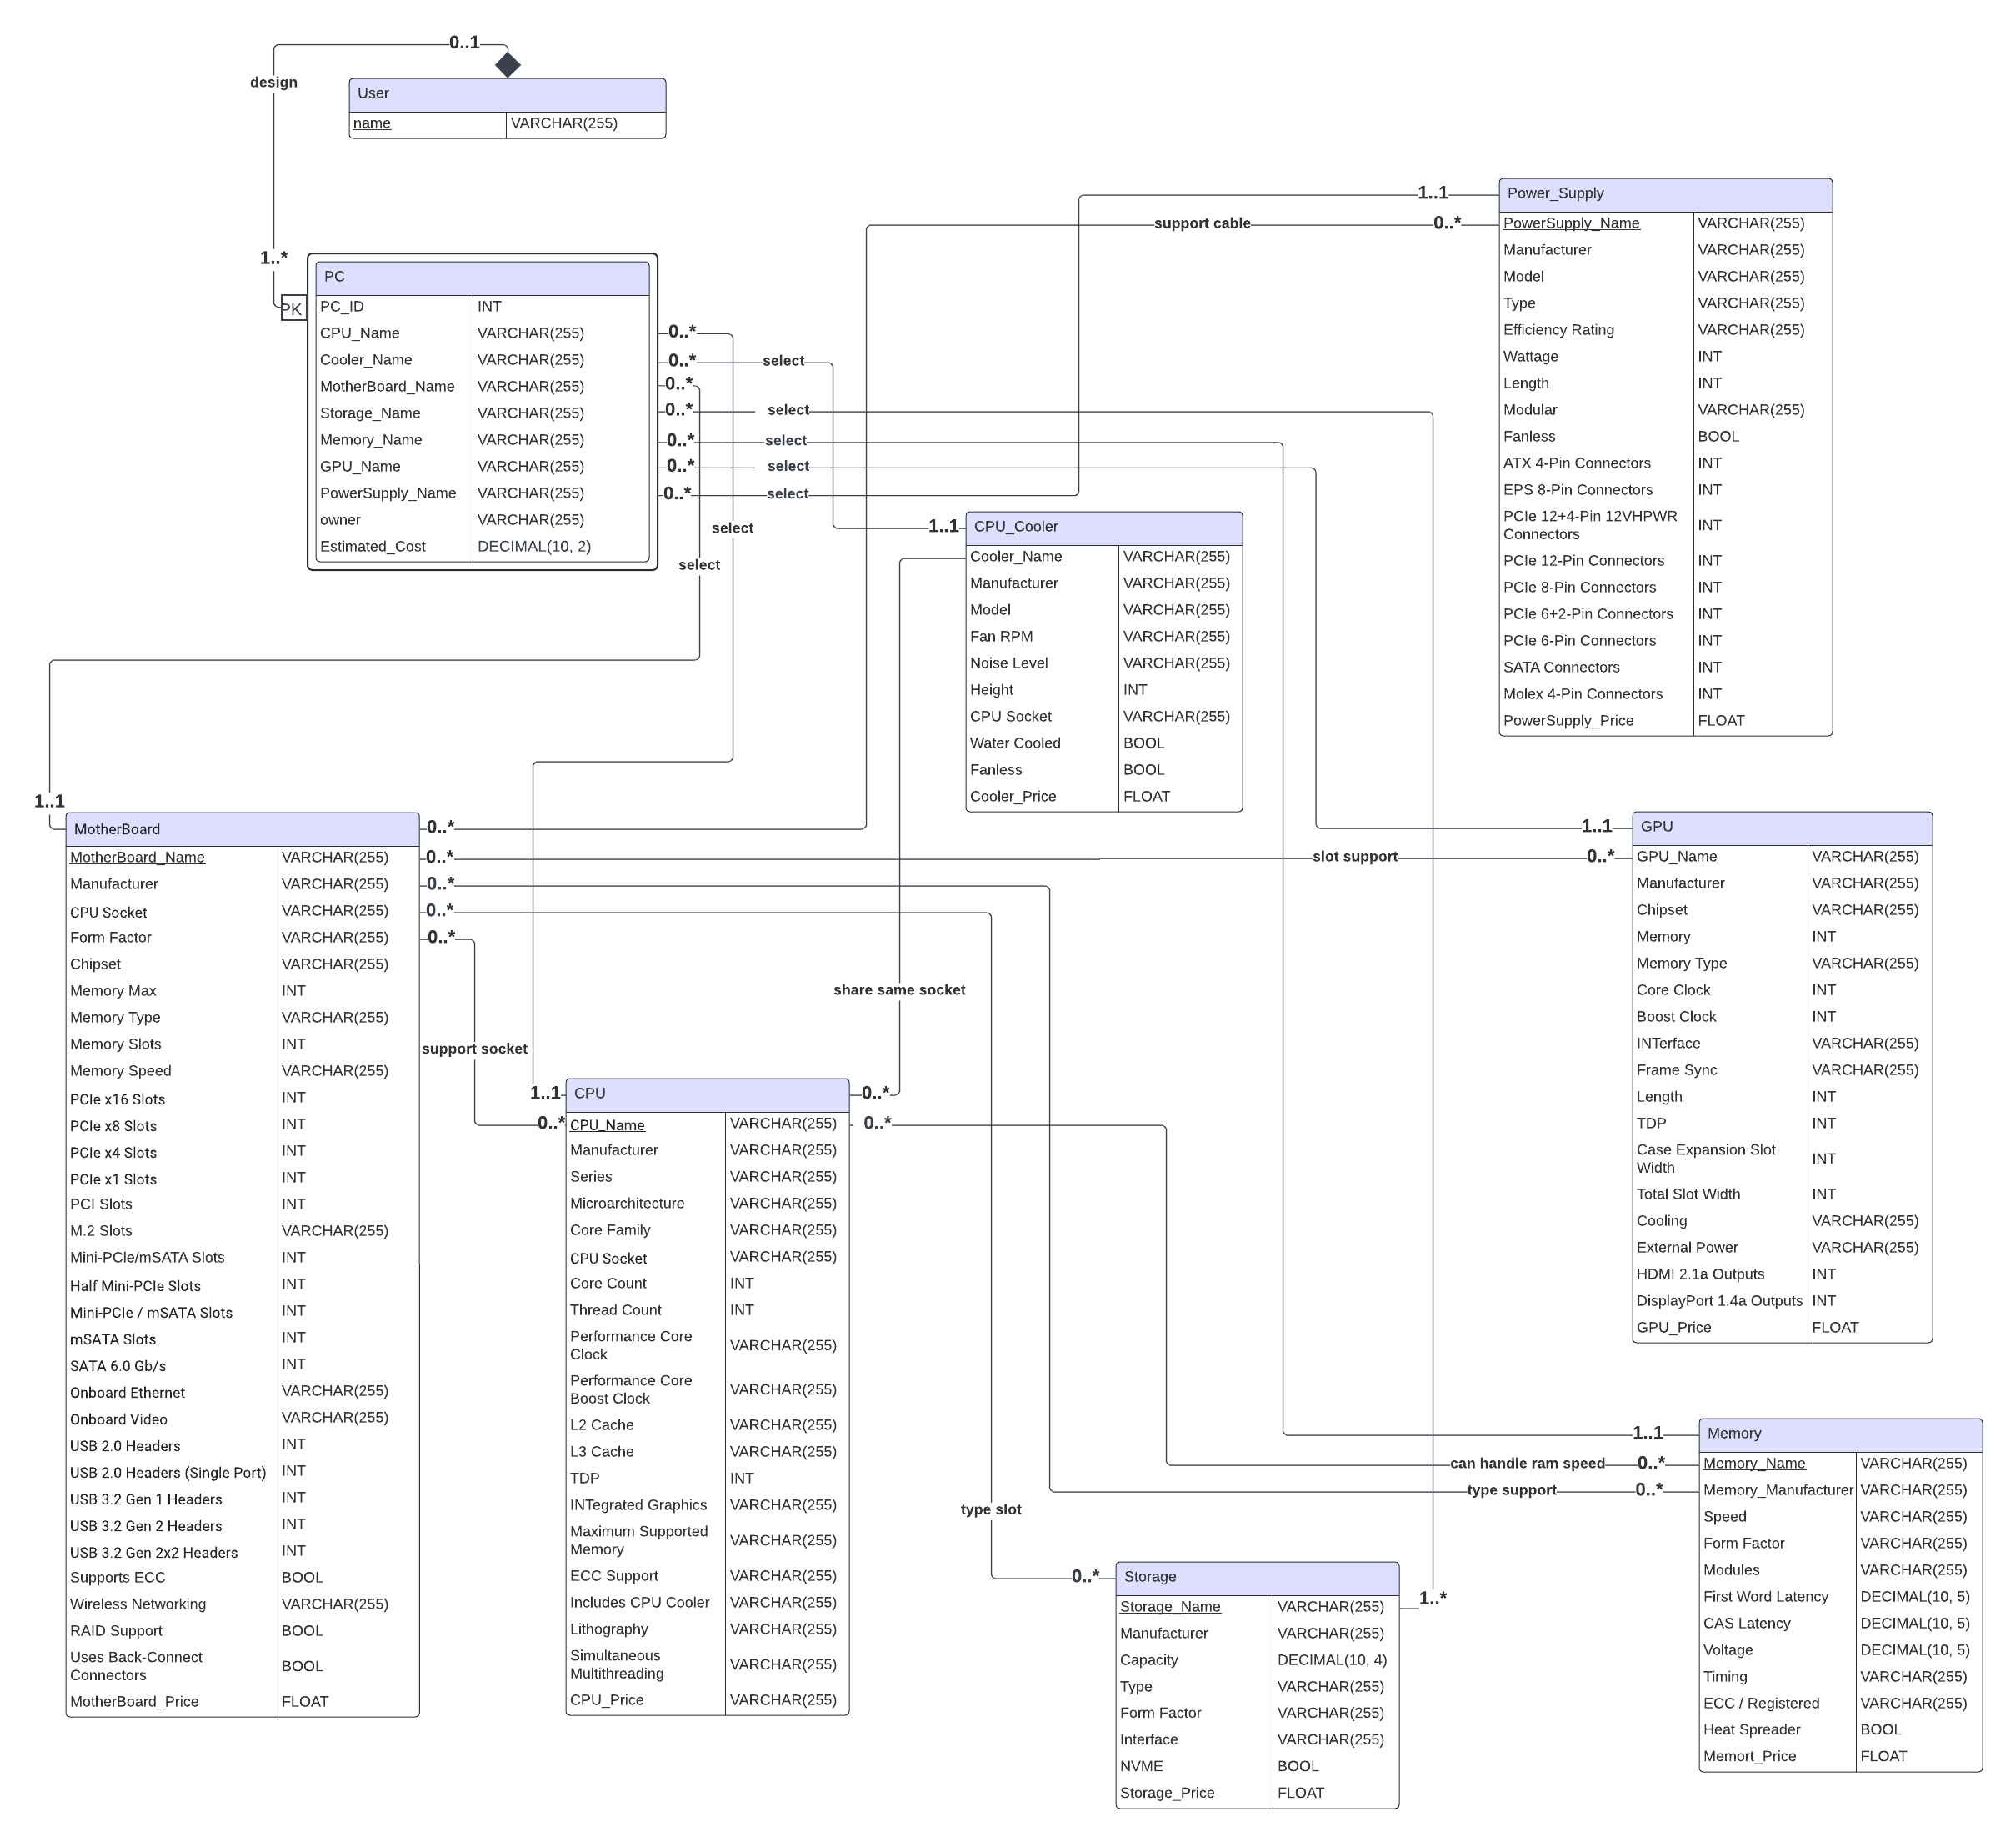 0..1
design
User
name VARCHAR(255)
1..*
PK
PC
PC_ID INT
CPU_Name VARCHAR(255)
Cooler_Name VARCHAR(255)
MotherBoard_Name VARCHAR(255)
Storage_Name VARCHAR(255)
Memory_Name VARCHAR(255)
GPU_Name VARCHAR(255)
PowerSupply_Name VARCHAR(255)
owner VARCHAR(255)
Estimated_Cost DECIMAL(10, 2)
0..*
0..* select
0..*
0..* select
0..* select
0..* select
0..* select
select
select
1..1
support cable 0..*
Power_Supply
PowerSupply_Name VARCHAR(255)
Manufacturer VARCHAR(255)
Model VARCHAR(255)
Type VARCHAR(255)
Efficiency Rating VARCHAR(255)
Wattage INT
Length INT
Modular VARCHAR(255)
Fanless BOOL
ATX 4-Pin Connectors INT
EPS 8-Pin Connectors INT
PCIe 12+4-Pin 12VHPWR
Connectors INT
PCIe 12-Pin Connectors INT
PCIe 8-Pin Connectors INT
PCIe 6+2-Pin Connectors INT
PCIe 6-Pin Connectors INT
SATA Connectors INT
Molex 4-Pin Connectors INT
PowerSupply_Price FLOAT
1..1
CPU_Cooler
Cooler_Name VARCHAR(255)
Manufacturer VARCHAR(255)
Model VARCHAR(255)
Fan RPM VARCHAR(255)
Noise Level VARCHAR(255)
Height INT
CPU Socket VARCHAR(255)
Water Cooled BOOL
Fanless BOOL
Cooler_Price FLOAT
1..1
MotherBoard
MotherBoard_Name VARCHAR(255)
Manufacturer VARCHAR(255)
CPU Socket VARCHAR(255)
Form Factor VARCHAR(255)
Chipset VARCHAR(255)
Memory Max INT
Memory Type VARCHAR(255)
Memory Slots INT
Memory Speed VARCHAR(255)
PCIe x16 Slots INT
PCIe x8 Slots INT
PCIe x4 Slots INT
PCIe x1 Slots INT
PCI Slots INT
M.2 Slots VARCHAR(255)
Mini-PCIe/mSATA Slots INT
Half Mini-PCIe Slots INT
Mini-PCIe / mSATA Slots INT
mSATA Slots INT
SATA 6.0 Gb/s INT
Onboard Ethernet VARCHAR(255)
Onboard Video VARCHAR(255)
USB 2.0 Headers INT
USB 2.0 Headers (Single Port) INT
USB 3.2 Gen 1 Headers INT
USB 3.2 Gen 2 Headers INT
USB 3.2 Gen 2x2 Headers INT
Supports ECC BOOL
Wireless Networking VARCHAR(255)
RAID Support BOOL
Uses Back-Connect
Connectors BOOL
MotherBoard_Price FLOAT
0..*
0..*
0..*
0..*
0..*
support socket
share same socket
slot support 0..*
1..1
GPU
GPU_Name VARCHAR(255)
Manufacturer VARCHAR(255)
Chipset VARCHAR(255)
Memory INT
Memory Type VARCHAR(255)
Core Clock INT
Boost Clock INT
INTerface VARCHAR(255)
Frame Sync VARCHAR(255)
Length INT
TDP INT
Case Expansion Slot
Width INT
Total Slot Width INT
Cooling VARCHAR(255)
External Power VARCHAR(255)
HDMI 2.1a Outputs INT
DisplayPort 1.4a Outputs INT
GPU_Price FLOAT
1..1
0..*
CPU
CPU_Name VARCHAR(255)
Manufacturer VARCHAR(255)
Series VARCHAR(255)
Microarchitecture VARCHAR(255)
Core Family VARCHAR(255)
CPU Socket VARCHAR(255)
Core Count INT
Thread Count INT
Performance Core
Clock VARCHAR(255)
Performance Core
Boost Clock VARCHAR(255)
L2 Cache VARCHAR(255)
L3 Cache VARCHAR(255)
TDP INT
INTegrated Graphics VARCHAR(255)
Maximum Supported
Memory VARCHAR(255)
ECC Support VARCHAR(255)
Includes CPU Cooler VARCHAR(255)
Lithography VARCHAR(255)
Simultaneous
Multithreading VARCHAR(255)
CPU_Price VARCHAR(255)
0..*
0..*
1..1
can handle ram speed 0..*
type support 0..*
Memory
Memory_Name VARCHAR(255)
Memory_Manufacturer VARCHAR(255)
Speed VARCHAR(255)
Form Factor VARCHAR(255)
Modules VARCHAR(255)
First Word Latency DECIMAL(10, 5)
CAS Latency DECIMAL(10, 5)
Voltage DECIMAL(10, 5)
Timing VARCHAR(255)
ECC / Registered VARCHAR(255)
Heat Spreader BOOL
Memort_Price FLOAT
type slot
0..*
1..*
Storage
Storage_Name VARCHAR(255)
Manufacturer VARCHAR(255)
Capacity DECIMAL(10, 4)
Type VARCHAR(255)
Form Factor VARCHAR(255)
Interface VARCHAR(255)
NVME BOOL
Storage_Price FLOAT